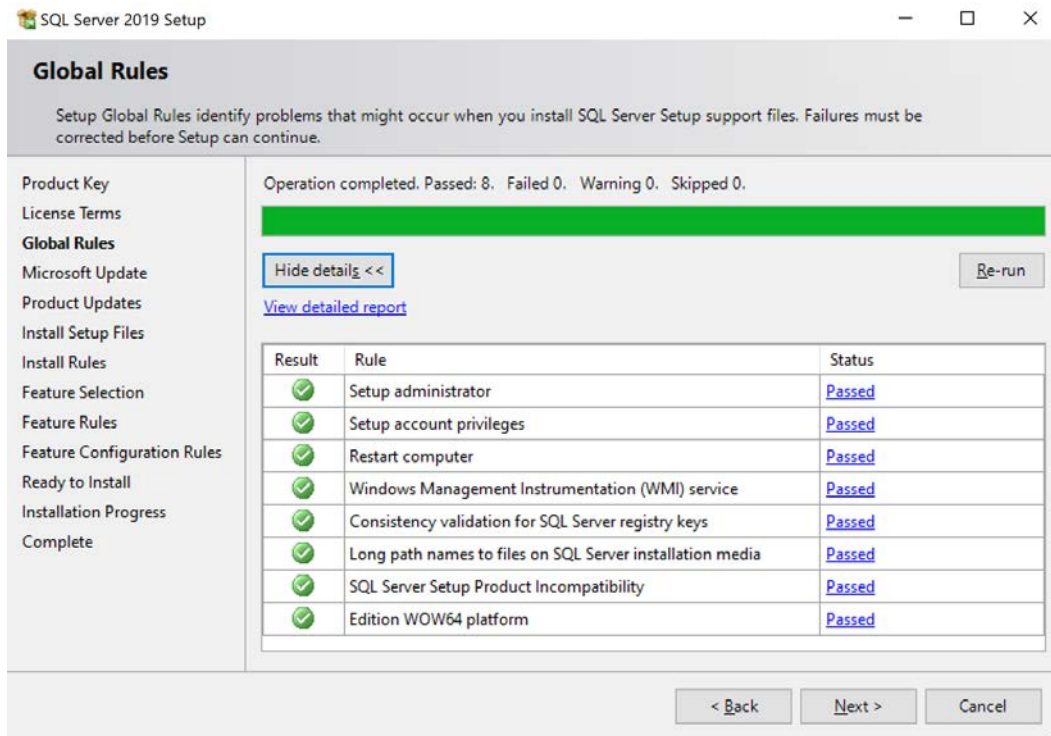 SQL Server 2019 Setup
Global Rules
Setup Global Rules identify problems that might occur when you install SQL Server Setup support files. Failures must be
corrected before Setup can continue.
Product Key
License Terms
Global Rules
Microsoft Update
Product Updates
Install Setup Files
Install Rules
Feature Selection
Feature Rules
Feature Configuration Rules
Ready to Install
Installation Progress
Complete
Operation completed. Passed: 8. Failed 0. Warning 0. Skipped 0.
Hide details <<
Re-run
View detailed report
Result Rule Status
Setup administrator Passed
Setup account privileges Passed
Restart computer Passed
Windows Management Instrumentation (WMI) service Passed
Consistency validation for SQL Server registry keys Passed
Long path names to files on SQL Server installation media Passed
SQL Server Setup Product Incompatibility Passed
Edition WOW64 platform Passed
< Back
Next >
Cancel